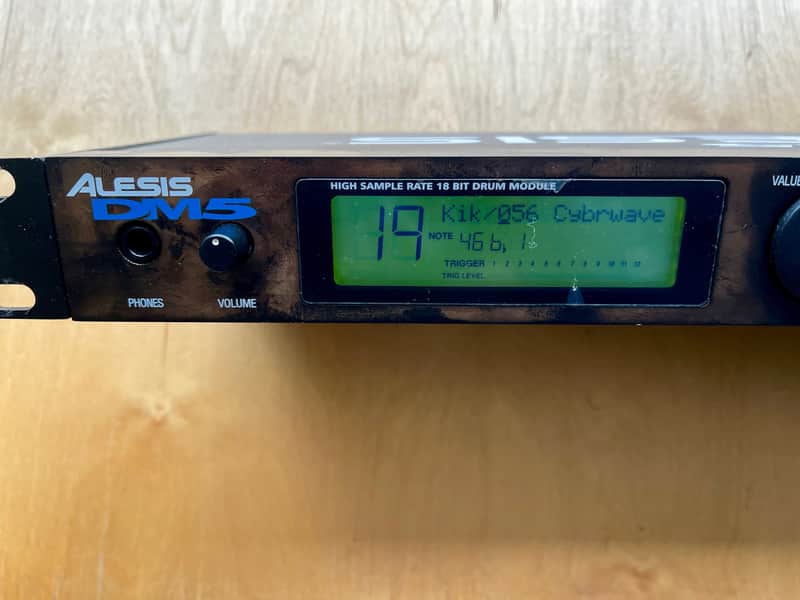 ALESIS
DM5
PHONES
VOLUME
HIGH SAMPLE RATE 18 BIT DRUM MODULE
19
Kik/056 Cybrwave
NOTE 46 b, 1
TRIGGER 1 2 3 4 5 6 7 8 9 10 11 12
TRIG LEVEL
VALUE